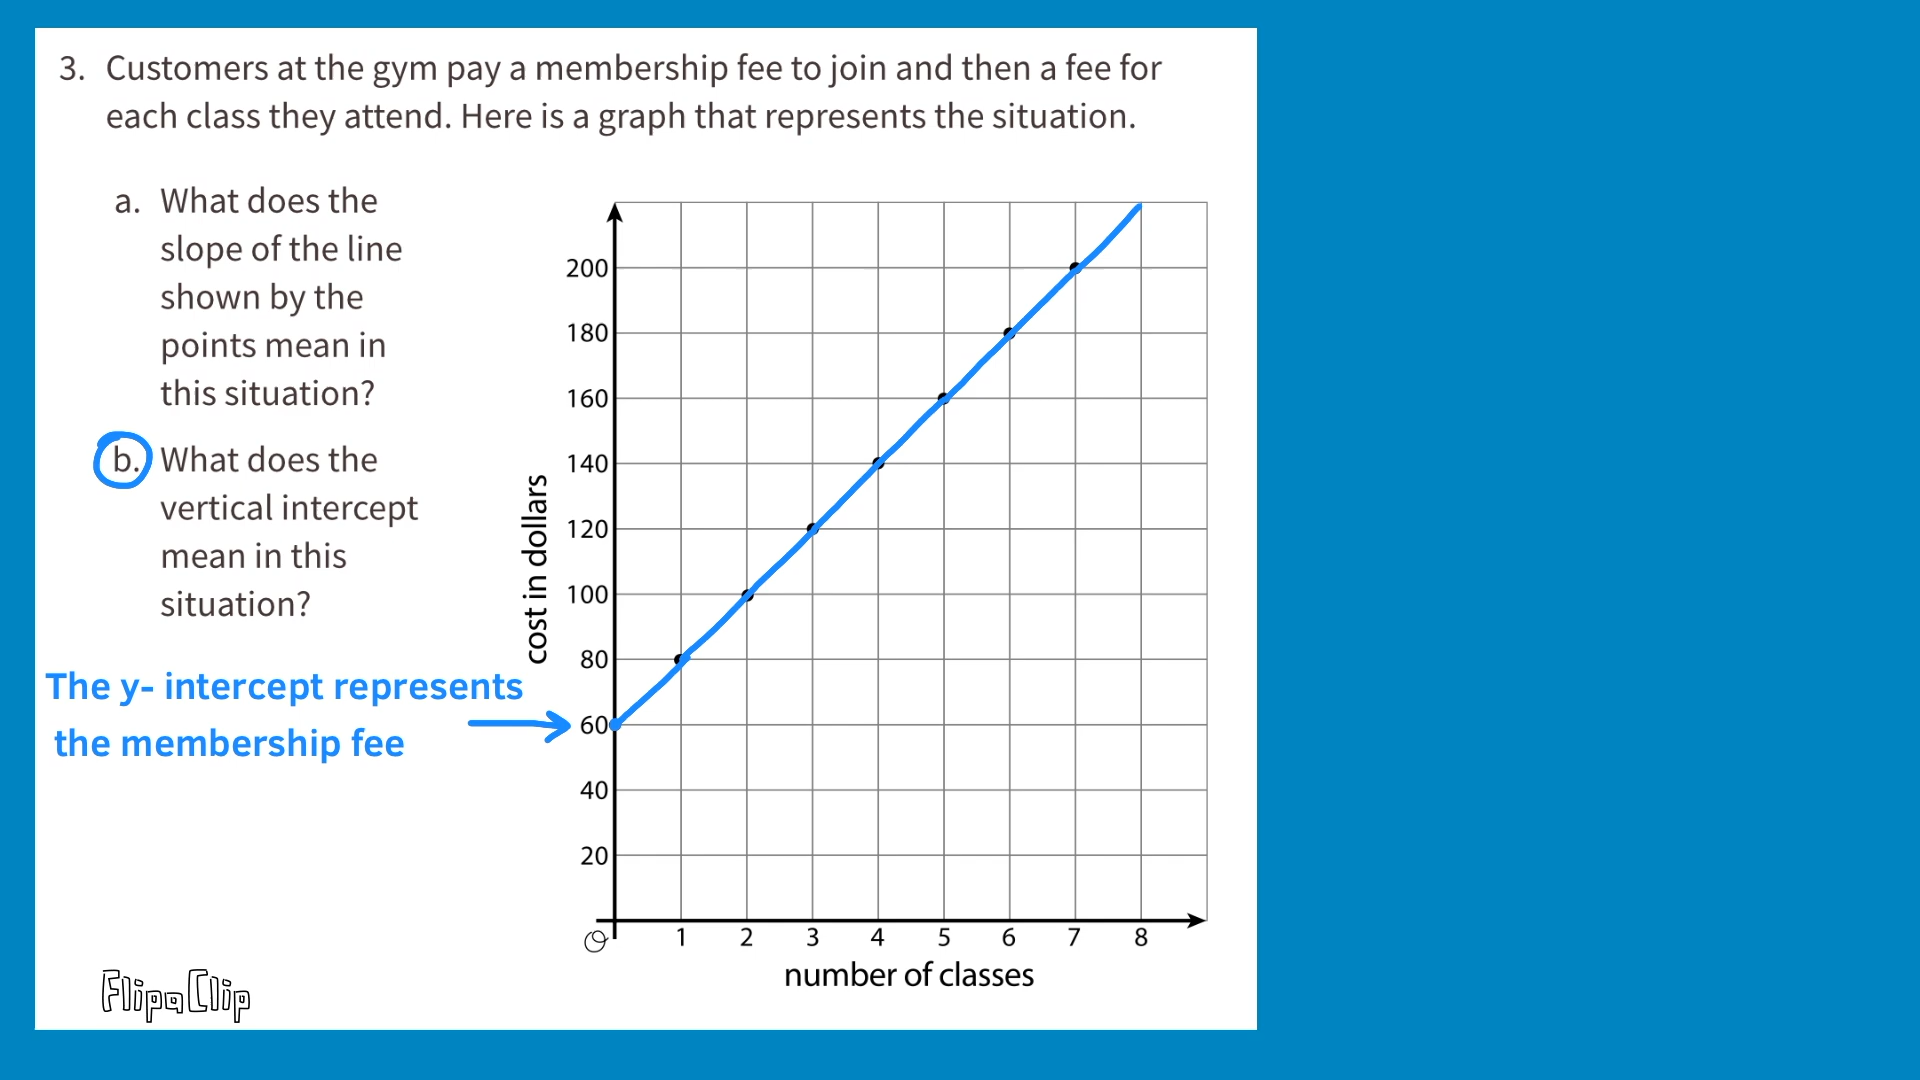 3. Customers at the gym pay a membership fee to join and then a fee for
each class they attend. Here is a graph that represents the situation.
a. What does the
slope of the line
shown by the
points mean in
this situation?
b. What does the
vertical intercept
mean in this
situation?
The y- intercept represents
the membership fee
cost in dollars
200
180
160
140
120
100
80
60
40
20
O
1 2 3 4 5 6 7 8
number of classes
FlipaClip